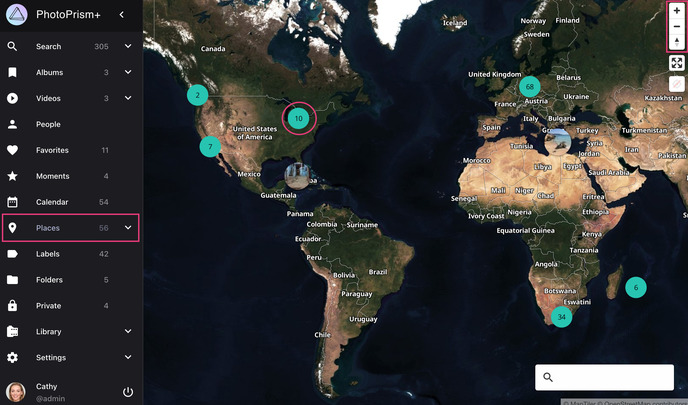 PhotoPrism+
Search 305
Albums 3
Videos 3
People
Favorites 11
Moments 4
Calendar 54
Places 56
Labels 42
Folders 5
Private 4
Library
Settings
Cathy
@admin
Iceland
Norway
Finland
Sweden
Canada
United Kingdom
Belarus
68
Ukraine
Kazakhstan
2
France
Austria
10
Italy
Bulgaria
United States
of America
Spain
Turkey
Turkmenistan
7
Tunisia
Syria
Morocco
Jordan
Iran
Pakistan
Libya
Egypt
Saudi Arabia
Mexico
Guatemala
Mali
Niger
Chad
Eritrea
Senegal
Panama
Ivory Coast
Nigeria
Ethiopia
Colombia
Suriname
Equatorial Guinea
Kenya
Ecuador
Tanzania
Peru
Brazil
Angola
Bolivia
Botswana
6
Paraguay
Eswatini
34
Uruguay
Chile
© MapTiler © OpenStreetMap contributors